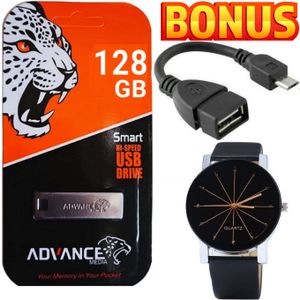 BONUS
128
GB
Smart
HI-SPEED
USB
DRIVE
ADVANCE
ADVANCE
MEDIA
Your Memory in Your Pocket
QUARTZ